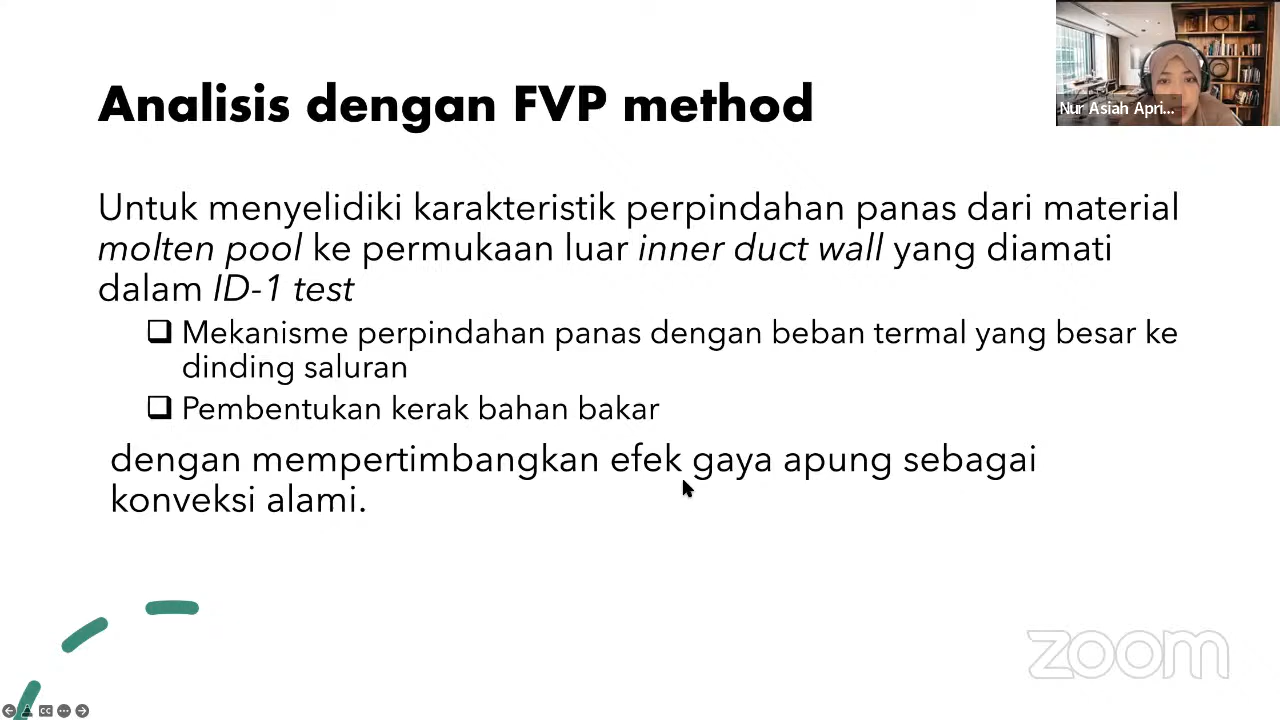 Analisis dengan FVP method
Nur Asiah Apri...
Untuk menyelidiki karakteristik perpindahan panas dari material
molten pool ke permukaan luar inner duct wall yang diamati
dalam ID-1 test
Mekanisme perpindahan panas dengan beban termal yang besar ke
dinding saluran
Pembentukan kerak bahan bakar
dengan mempertimbangkan efek gaya apung sebagai
konveksi alami.
zoom
CC